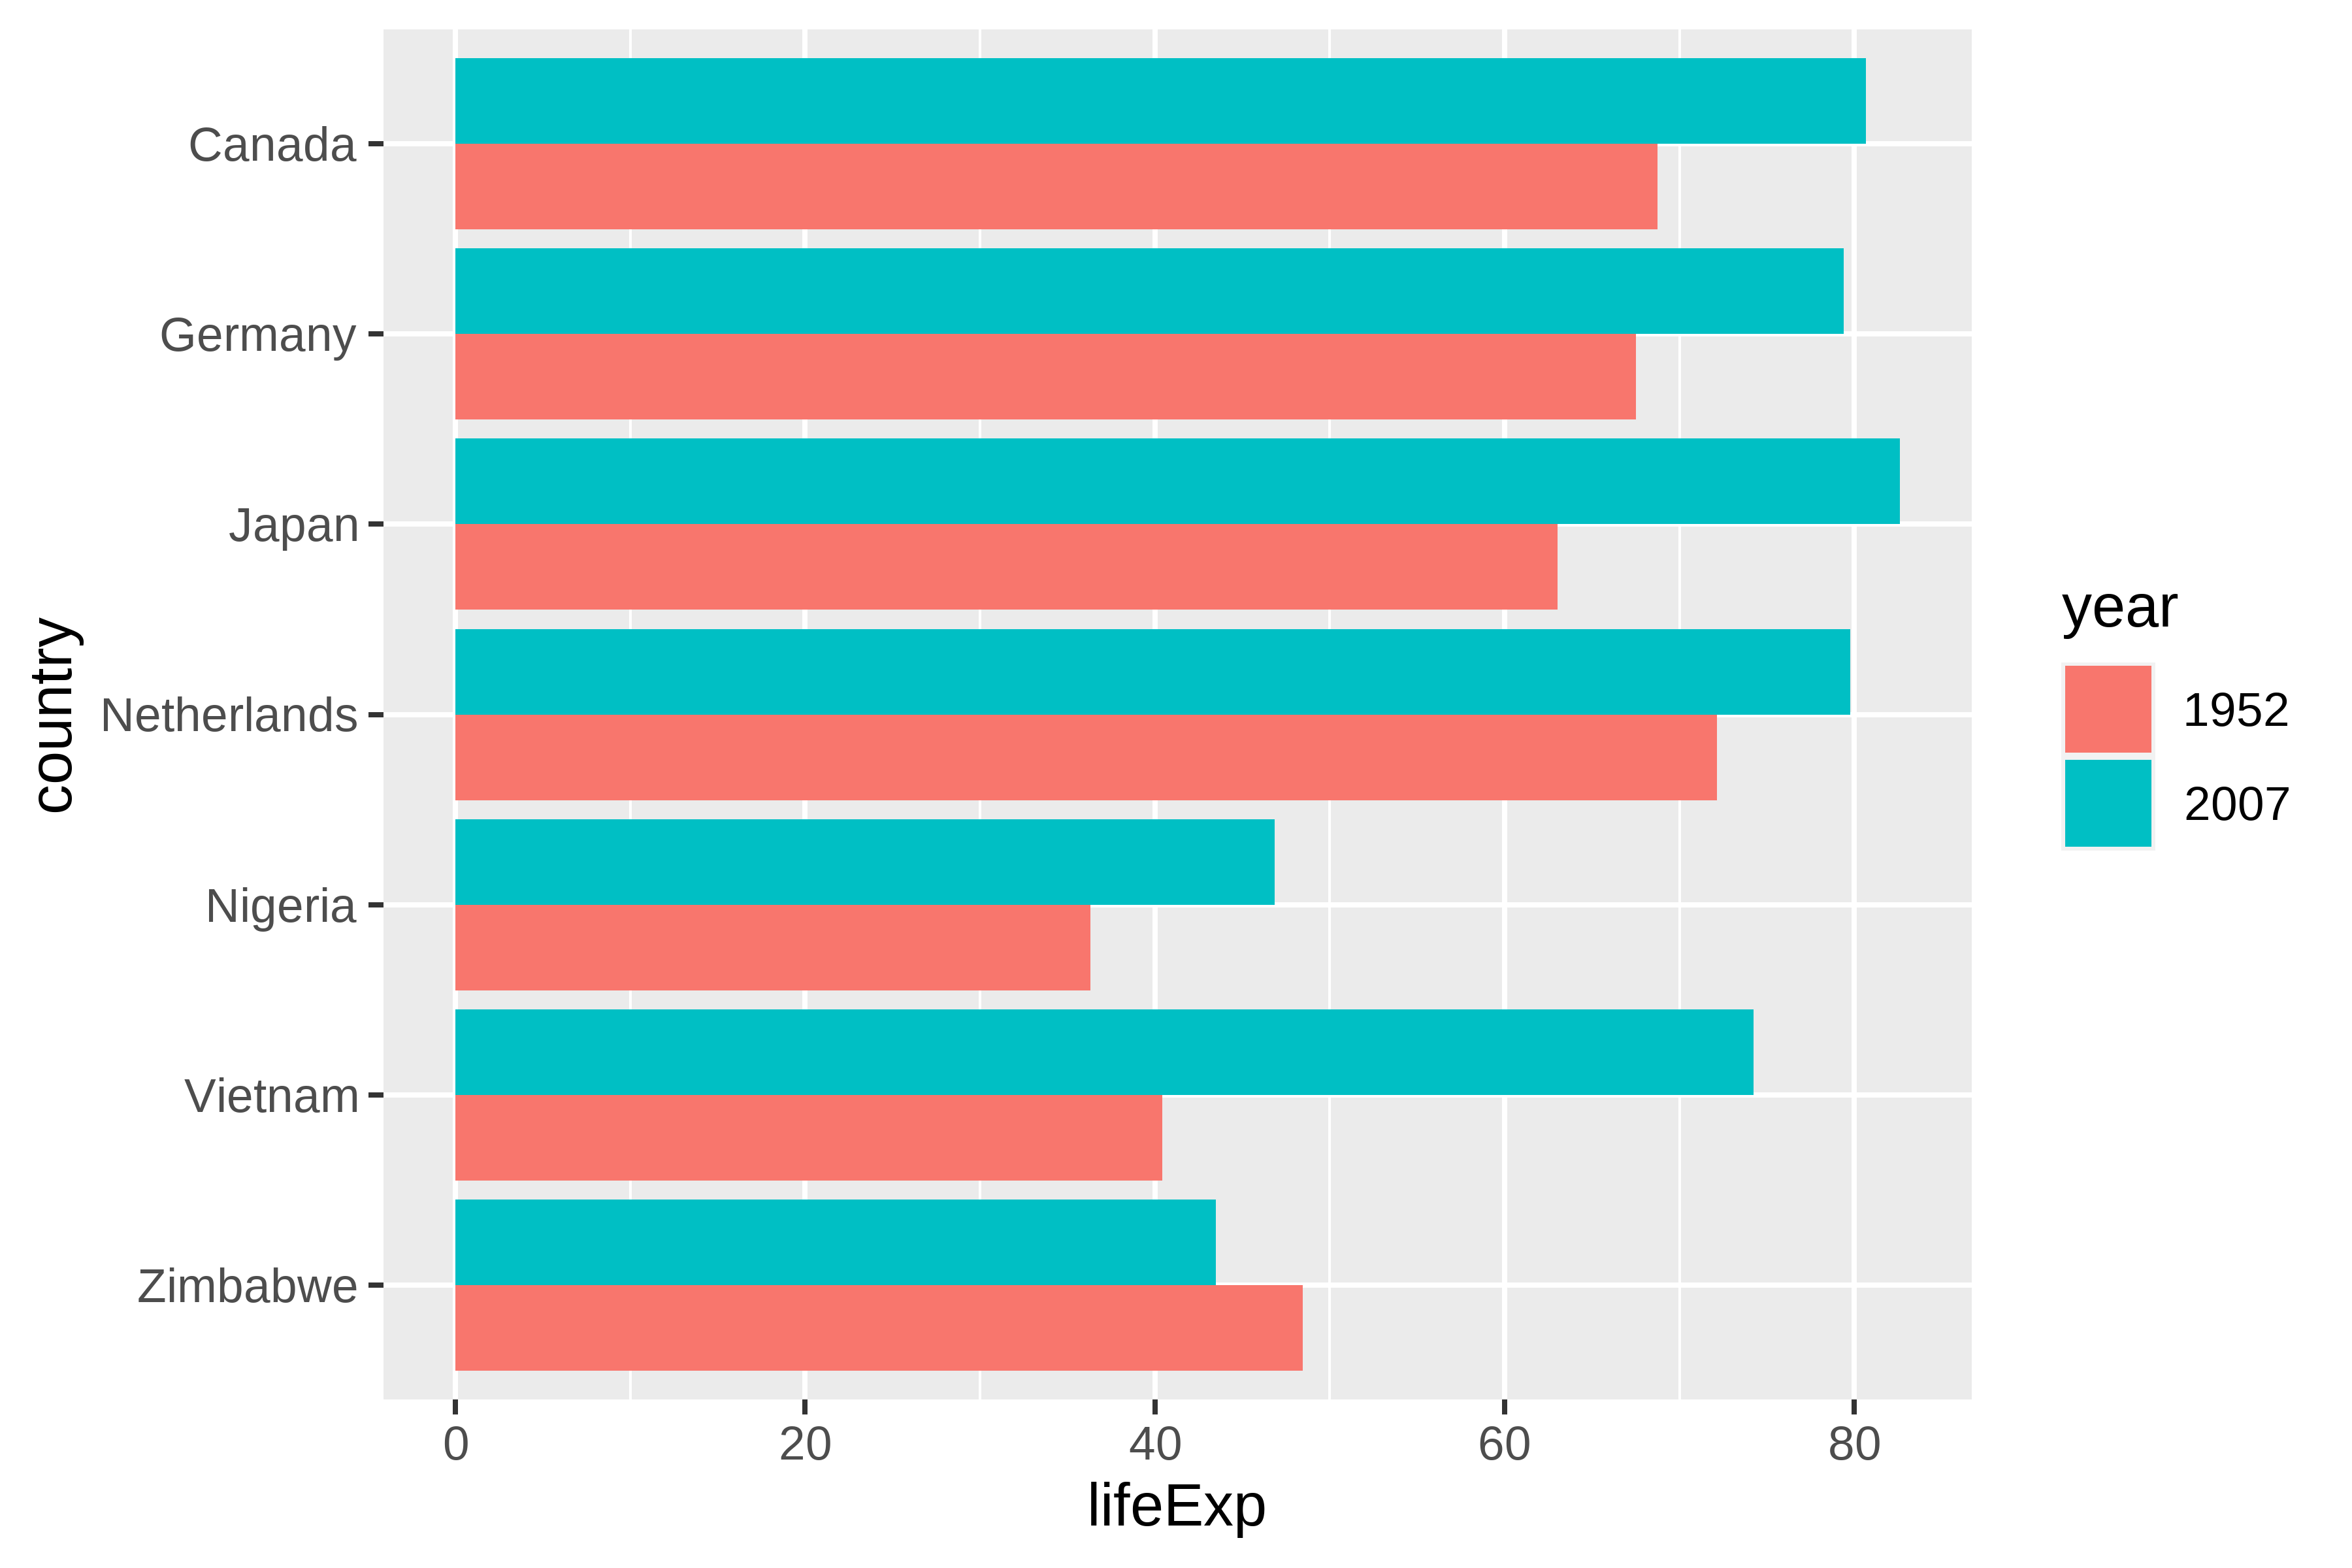 Canada
Germany
Japan
Netherlands
Nigeria
Vietnam
Zimbabwe
country
0 20 40 60 80
lifeExp
year
1952
2007